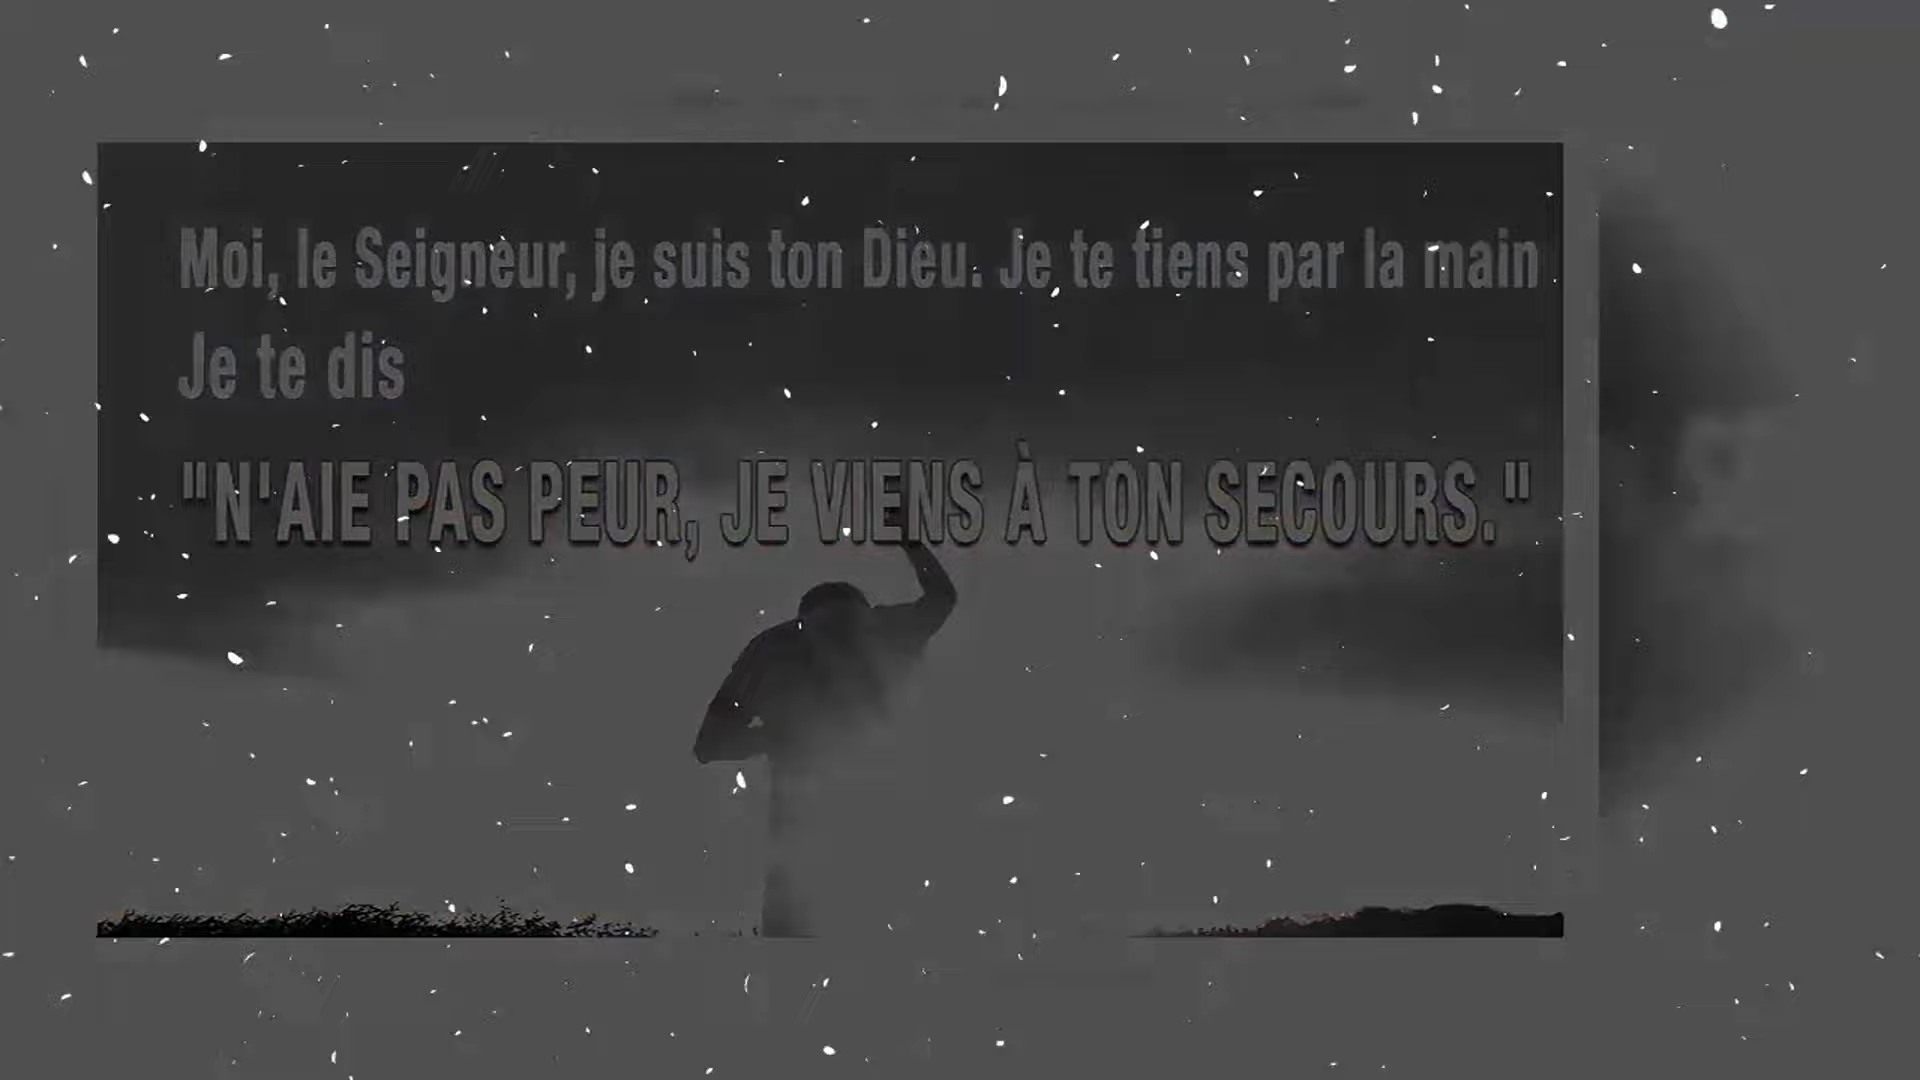 Moi, le Seigneur, je suis ton Dieu. Je te tiens par la main
Je te dis
"N'AIE PAS PEUR, JE VIENS À TON SECOURS."